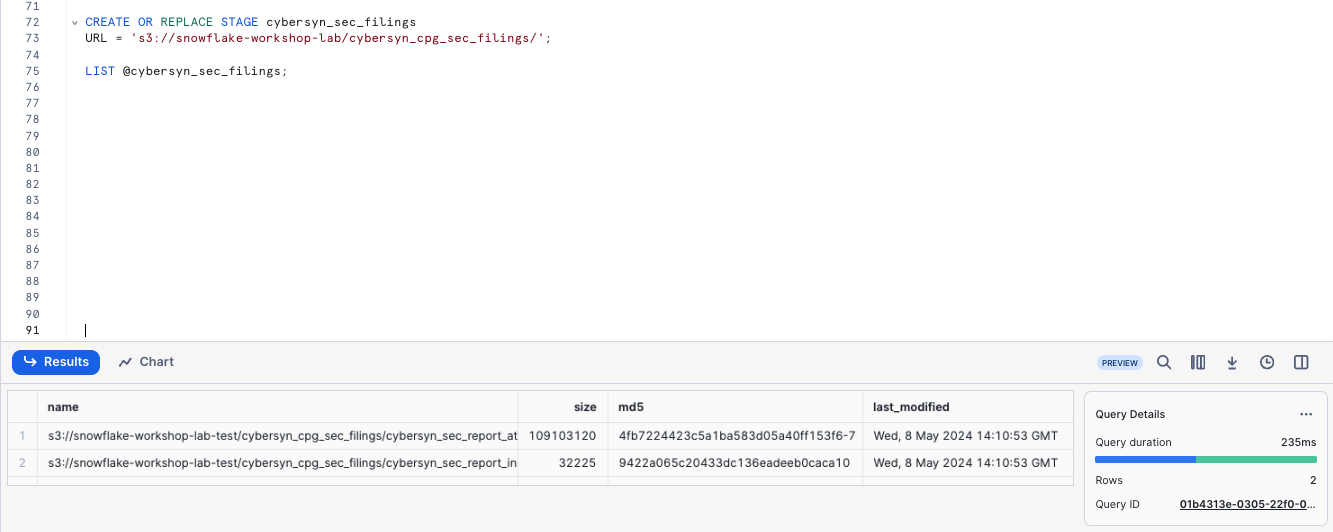 71
72 CREATE OR REPLACE STAGE cybersyn_sec_filings
73 URL = 's3://snowflake-workshop-lab/cybersyn_cpg_sec_filings/';
74
75 LIST @cybersyn_sec_filings;
76
77
78
79
80
81
82
83
84
85
86
87
88
89
90
91
Results Chart PREVIEW
name size md5 last_modified
1 s3://snowflake-workshop-lab-test/cybersyn_cpg_sec_filings/cybersyn_sec_report_at 109103120 4fb7224423c5a1ba583d05a40ff153f6-7 Wed, 8 May 2024 14:10:53 GMT
2 s3://snowflake-workshop-lab-test/cybersyn_cpg_sec_filings/cybersyn_sec_report_in 32225 9422a065c20433dc136eadeeb0caca10 Wed, 8 May 2024 14:10:53 GMT
Query Details ...
Query duration 235ms
Rows 2
Query ID 01b4313e-0305-22f0-0...